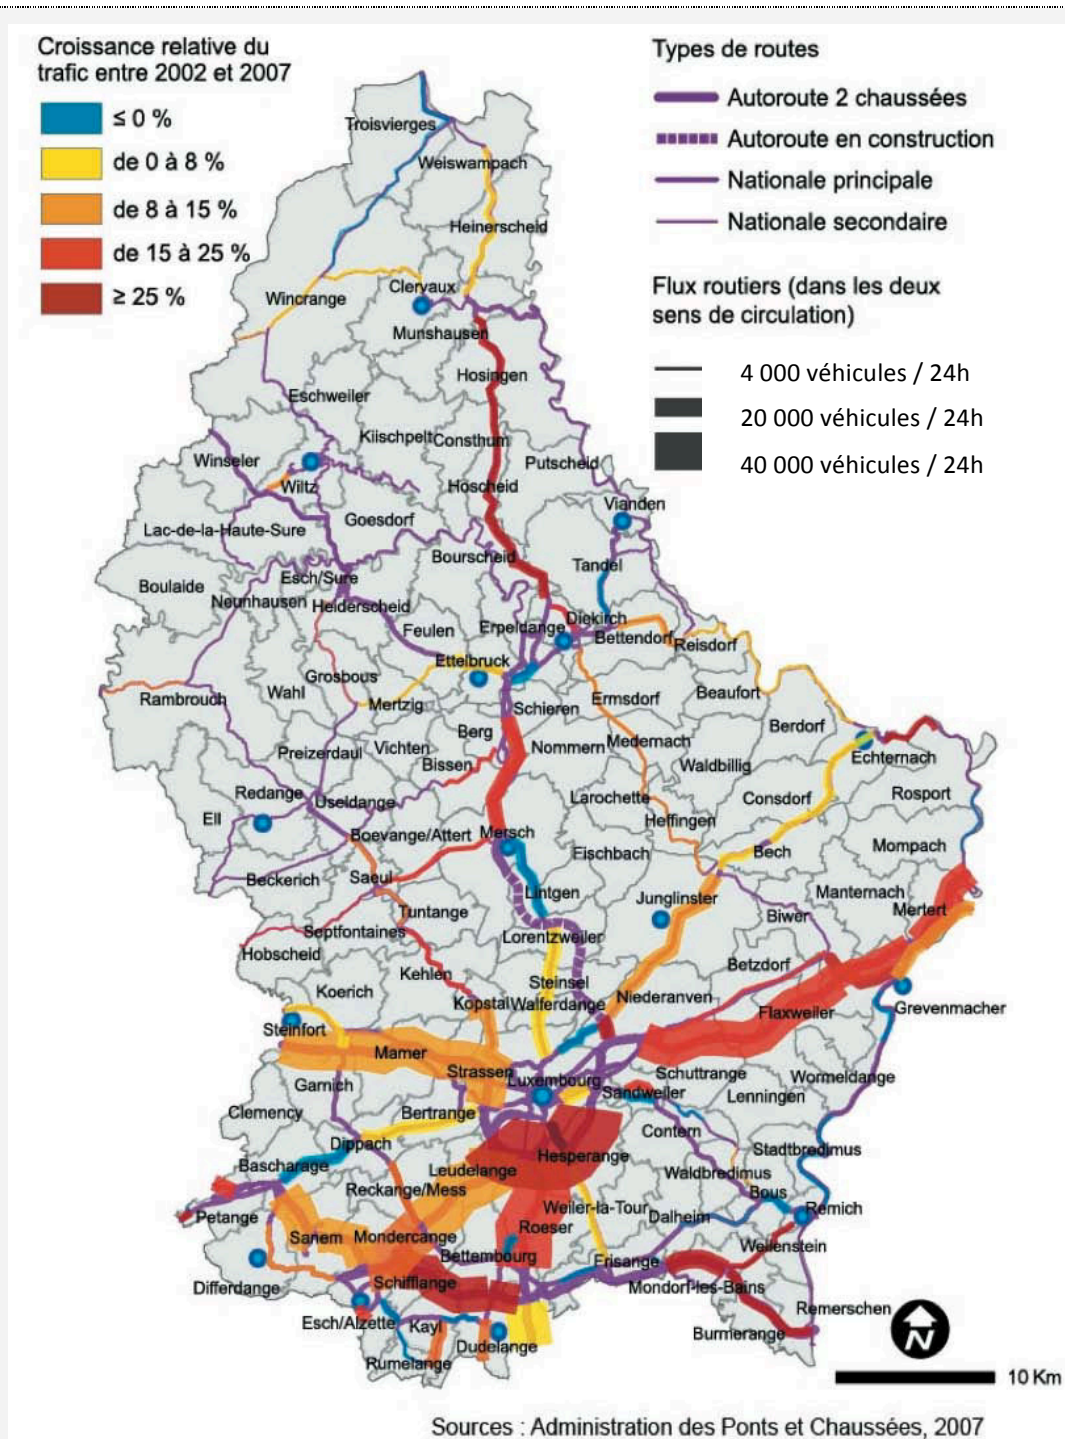 Croissance relative du
trafic entre 2002 et 2007
≤ 0 %
de 0 à 8 %
de 8 à 15 %
de 15 à 25 %
≥ 25 %
Types de routes
Autoroute 2 chaussées
Autoroute en construction
Nationale principale
Nationale secondaire
Flux routiers (dans les deux
sens de circulation)
4 000 véhicules / 24h
20 000 véhicules / 24h
40 000 véhicules / 24h
Troisvierges
Weiswampach
Heinerscheid
Clervaux
Wincrange
Munshausen
Hosingen
Eschweiler
Kiischpelt
Consthum
Winseler
Putscheid
Wiltz
Hoscheid
Vianden
Goesdorf
Lac-de-la-Haute-Sure
Bourscheid
Tandel
Esch/Sure
Boulaide
Neunhausen
Heiderscheid
Diekirch
Feulen
Erpeldange
Bettendorf
Reisdorf
Ettelbruck
Grosbous
Rambrouch
Wahl
Mertzig
Ermsdorf
Beaufort
Schieren
Berdorf
Berg
Preizerdaul
Vichten
Nommern
Medernach
Bissen
Waldbillig
Echternach
Redange
Useldange
Larochette
Consdorf
Rosport
Ell
Heffingen
Boevange/Attert
Mersch
Mompach
Fischbach
Bech
Beckerich
Saeul
Lintgen
Junglinster
Manternach
Tuntange
Biwer
Mertert
Septfontaines
Lorentzweiler
Hobscheid
Betzdorf
Kehlen
Steinsel
Koerich
Kopstal
Walferdange
Niederanven
Flaxweiler
Grevenmacher
Steinfort
Mamer
Strassen
Luxembourg
Schuttrange
Wormeldange
Garnich
Sandweiler
Lenningen
Clemency
Bertrange
Contern
Dippach
Stadtbredimus
Hesperange
Bascharage
Leudelange
Waldbredimus
Reckange/Mess
Bous
Weiler-la-Tour
Dalheim
Remich
Petange
Sanem
Mondercange
Roeser
Bettembourg
Wellenstein
Frisange
Differdange
Schifflange
Mondorf-les-Bains
Remerschen
Esch/Alzette
Kayl
Burmerange
Dudelange
Rumelange
N
10 Km
Sources : Administration des Ponts et Chaussées, 2007